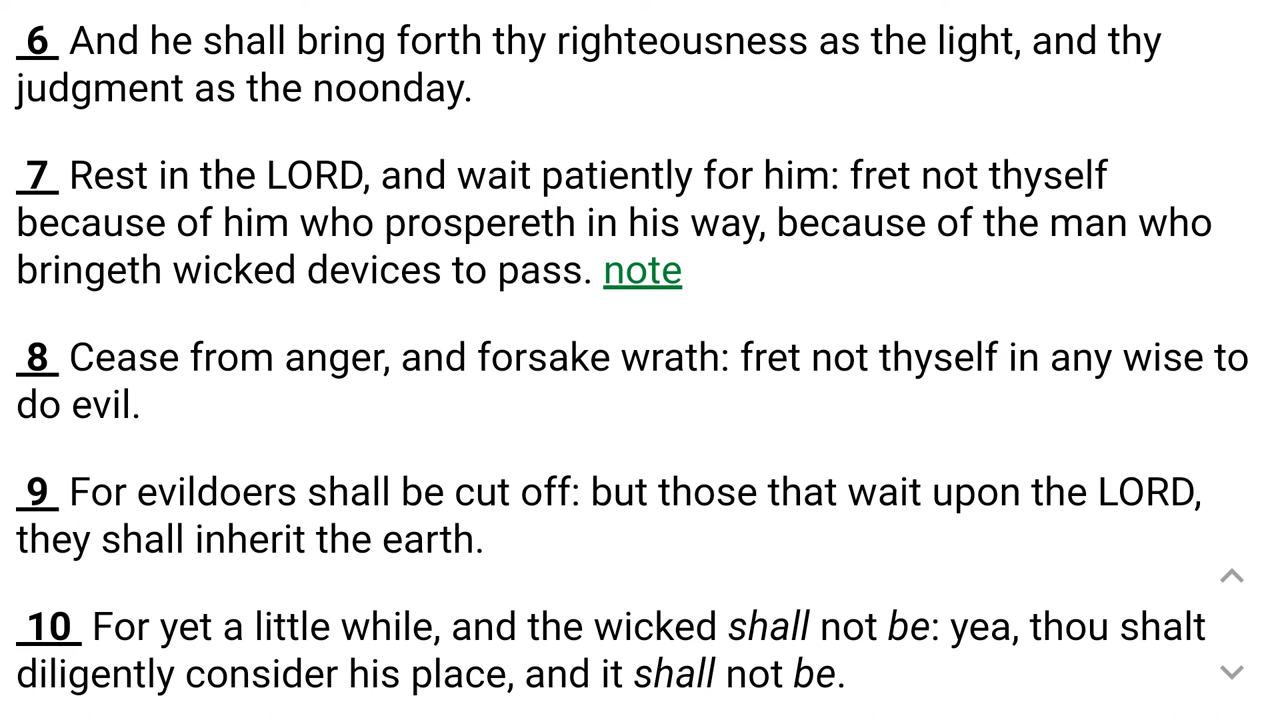 6 And he shall bring forth thy righteousness as the light, and thy
judgment as the noonday.
7 Rest in the LORD, and wait patiently for him: fret not thyself
because of him who prospereth in his way, because of the man who
bringeth wicked devices to pass. note
8 Cease from anger, and forsake wrath: fret not thyself in any wise to
do evil.
9 For evildoers shall be cut off: but those that wait upon the LORD,
they shall inherit the earth.
10 For yet a little while, and the wicked shall not be: yea, thou shalt
diligently consider his place, and it shall not be.